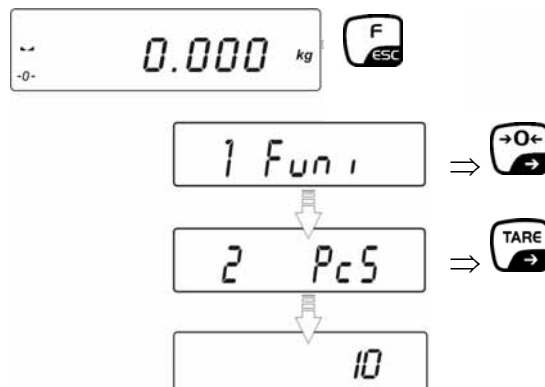 0.000 kg
-0-
F
ESC
1 Funi
⇒
→0←
→
2 PcS
⇒
TARE
→
10